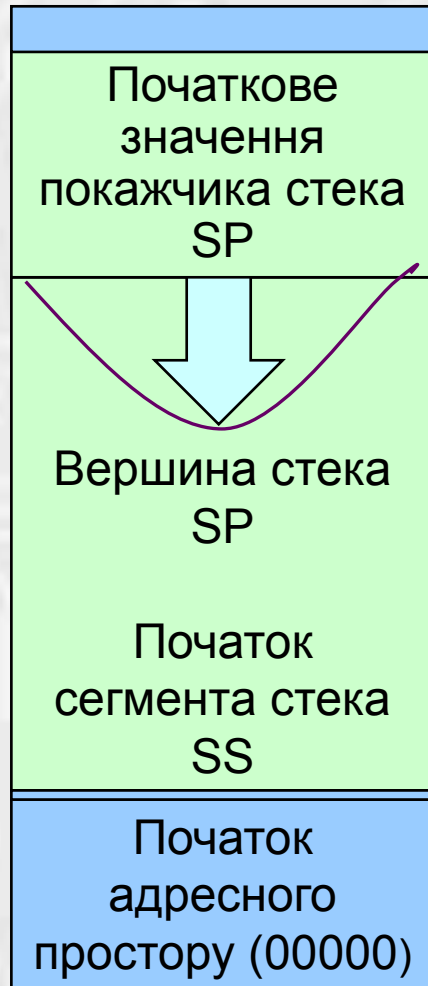 Початкове
значення
покажчика стека
SP
Вершина стека
SP
Початок
сегмента стека
SS
Початок
адресного
простору (00000)